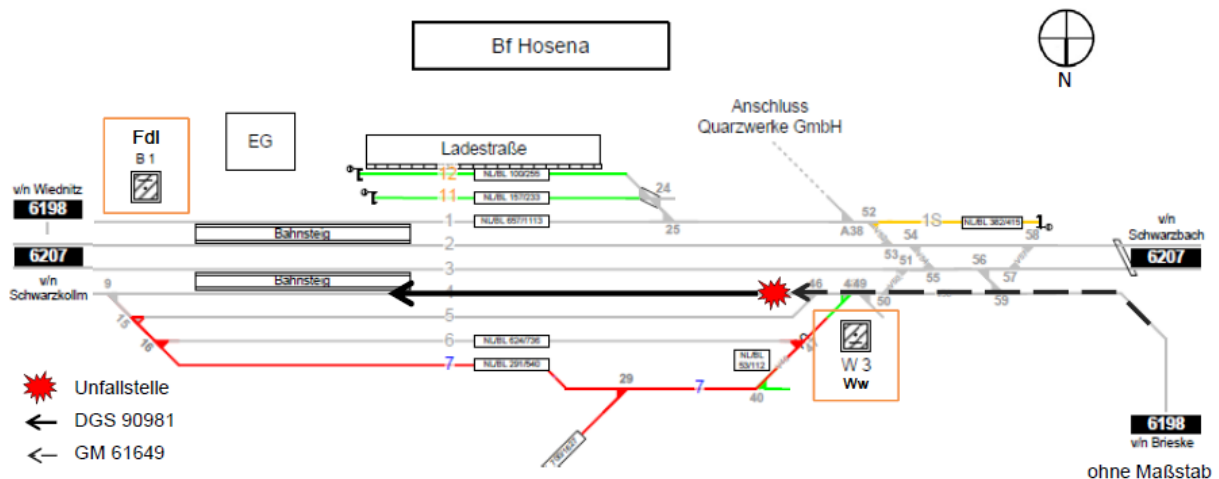 Bf Hosena
N
Anschluss
Quarzwerke GmbH
Fdl
B 1
EG
Ladestraße
12
NL/BL 100/255
11
NL/BL 157/233
24
v/n Wiednitz
6198
1
NL/BL 657/1113
25
A38
52
1S
NL/BL 382/415
v/n
Schwarzbach
6207
Bahnsteig
2
54
53
58
6207
3
51
55
56
57
v/n
Schwarzkollm
Bahnsteig
9
4
46
49
50
59
15
5
16
6
NL/BL 624/736
47
7
NL/BL 291/540
NL/BL
53/112
W 3
Ww
29
7
40
Unfallstelle
DGS 90981
GM 61649
6198
v/n Brieske
ohne Maßstab